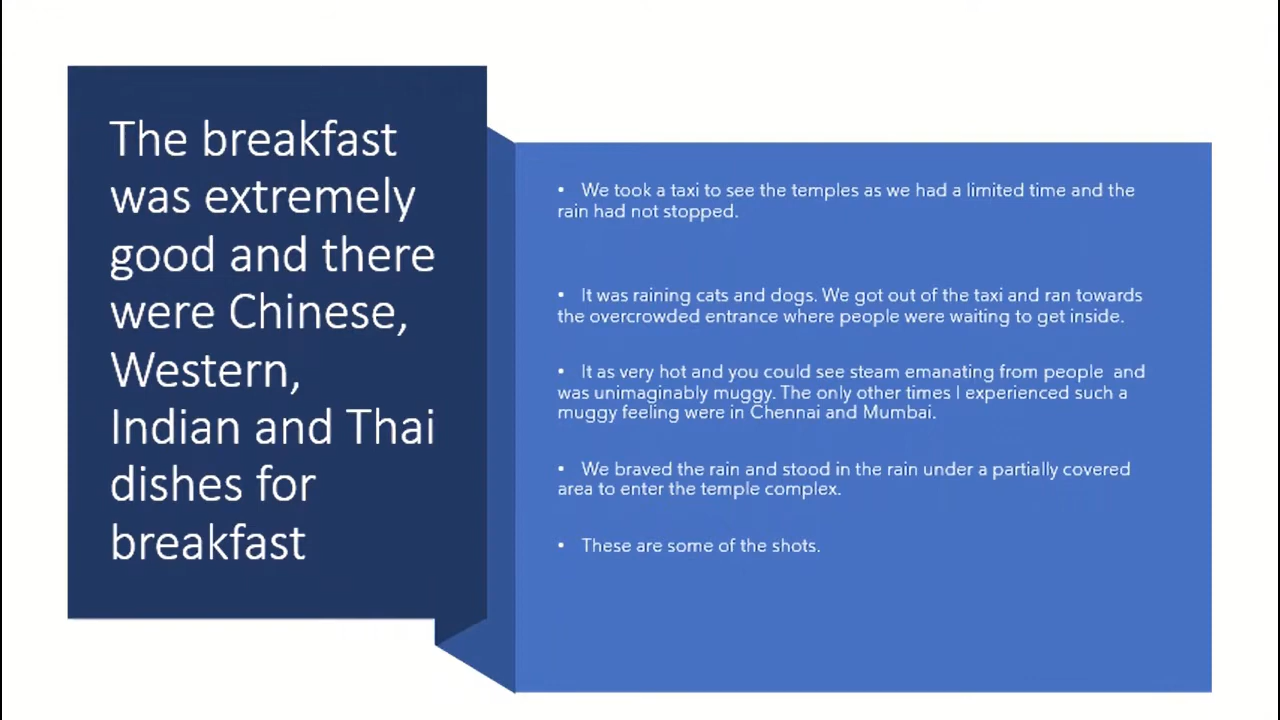 The breakfast
was extremely
good and there
were Chinese,
Western,
Indian and Thai
dishes for
breakfast
• We took a taxi to see the temples as we had a limited time and the
rain had not stopped.
• It was raining cats and dogs. We got out of the taxi and ran towards
the overcrowded entrance where people were waiting to get inside.
• It as very hot and you could see steam emanating from people and
was unimaginably muggy. The only other times I experienced such a
muggy feeling were in Chennai and Mumbai.
• We braved the rain and stood in the rain under a partially covered
area to enter the temple complex.
• These are some of the shots.